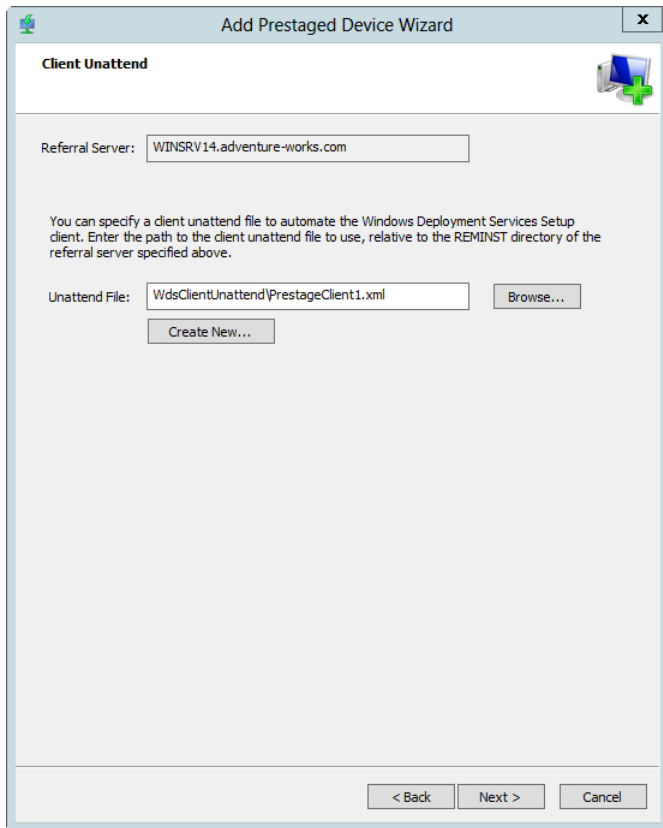 Add Prestaged Device Wizard
x
Client Unattend
Referral Server: WINSRV14.adventure-works.com
You can specify a client unattend file to automate the Windows Deployment Services Setup
client. Enter the path to the client unattend file to use, relative to the REMINST directory of the
referral server specified above.
Unattend File: WdsClientUnattend\PrestageClient1.xml Browse...
Create New...
< Back Next > Cancel